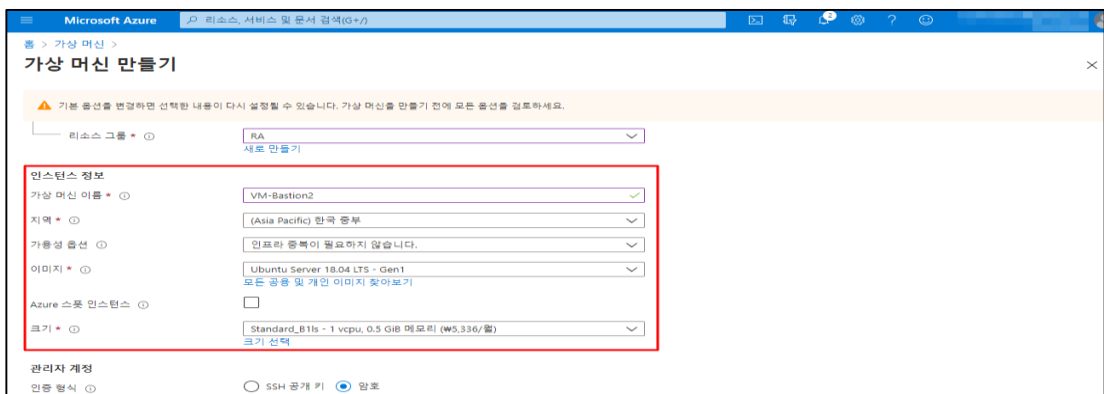 Microsoft Azure
리소스, 서비스 및 문서 검색(G+/)
2
홈 > 가상 머신 >
가상 머신 만들기
기본 옵션을 변경하면 선택한 내용이 다시 설정될 수 있습니다. 가상 머신을 만들기 전에 모든 옵션을 검토하세요.
리소스 그룹 * RA
새로 만들기
인스턴스 정보
가상 머신 이름 * VM-Bastion2
지역 * (Asia Pacific) 한국 중부
가용성 옵션 인프라 중복이 필요하지 않습니다.
이미지 * Ubuntu Server 18.04 LTS - Gen1
모든 공용 및 개인 이미지 찾아보기
Azure 스폿 인스턴스
크기 * Standard_B1ls - 1 vcpu, 0.5 GiB 메모리 (₩5,336/월)
크기 선택
관리자 계정
인증 형식 SSH 공개 키 암호